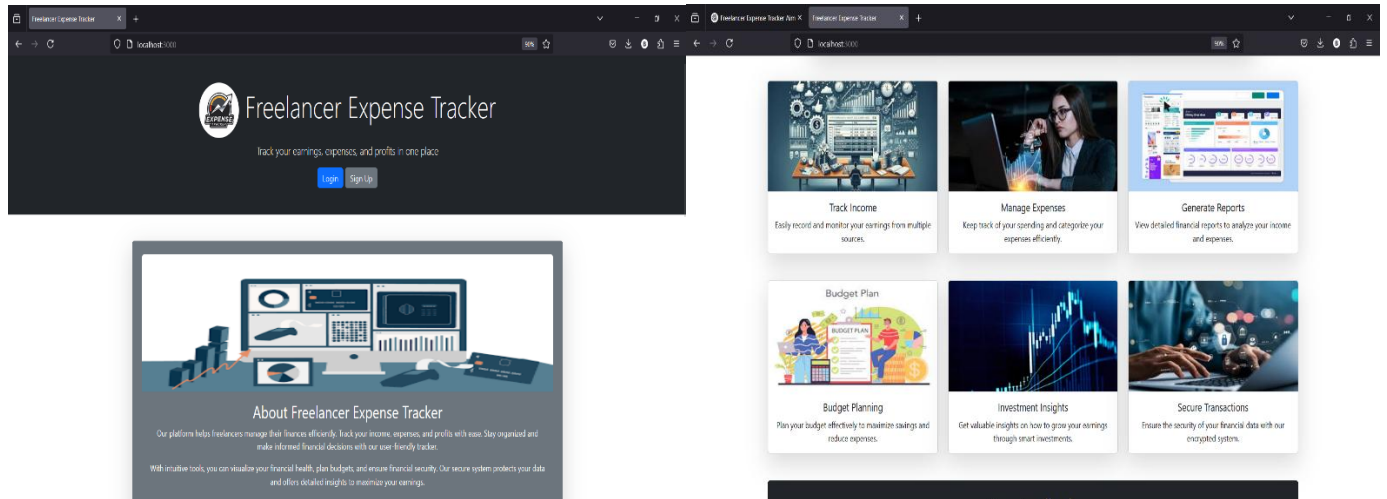 Freelancer Expense Tracker
localhost:3000
90%
EXPENSE
Freelancer Expense Tracker
Track your earnings, expenses, and profits in one place
Login Sign Up
About Freelancer Expense Tracker
Our platform helps freelancers manage their finances efficiently. Track your income, expenses, and profits with ease. Stay organized and
make informed financial decisions with our user-friendly tracker.
With intuitive tools, you can visualize your financial health, plan budgets, and ensure financial security. Our secure system protects your data
and offers detailed insights to maximize your earnings.
Freelancer Expense Tracker Freelancer Expense Tracker
localhost:3000
90%
Track Income
Easily record and monitor your earnings from multiple
sources.
Manage Expenses
Keep track of your spending and categorize your
expenses efficiently.
Generate Reports
View detailed financial reports to analyze your income
and expenses.
Budget Plan
BUDGET PLAN
Budget Planning
Plan your budget effectively to maximize savings and
reduce expenses.
Investment Insights
Get valuable insights on how to grow your earnings
through smart investments.
Secure Transactions
Ensure the security of your financial data with our
encrypted system.